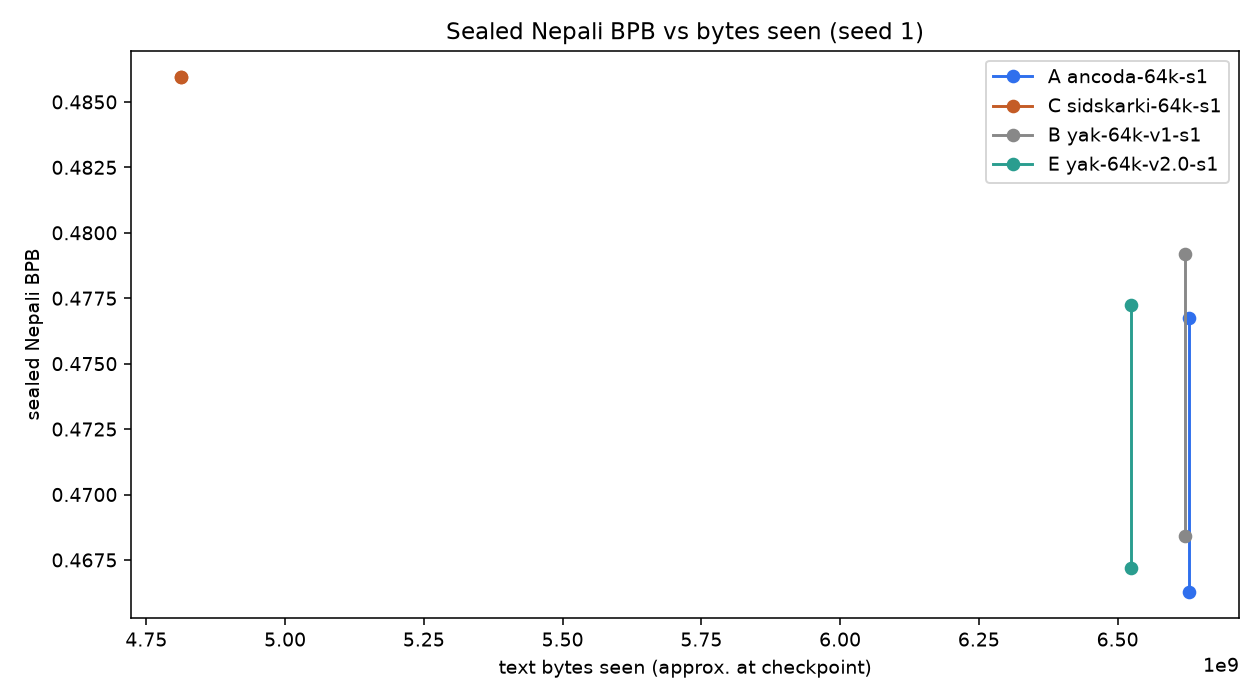 Sealed Nepali BPB vs bytes seen (seed 1)
A ancoda-64k-s1
C sidskarki-64k-s1
B yak-64k-v1-s1
E yak-64k-v2.0-s1
sealed Nepali BPB
0.4850
0.4825
0.4800
0.4775
0.4750
0.4725
0.4700
0.4675
4.75 5.00 5.25 5.50 5.75 6.00 6.25 6.50
1e9
text bytes seen (approx. at checkpoint)